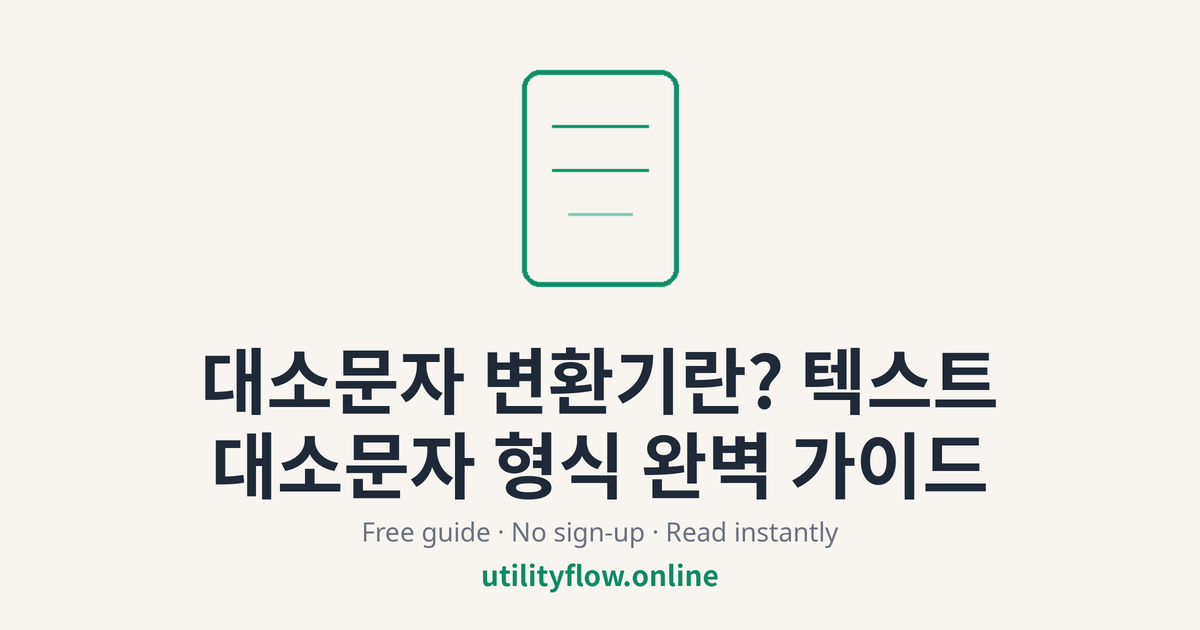 대소문자 변환기란? 텍스트
대소문자 형식 완벽 가이드
Free guide · No sign-up · Read instantly
utilityflow.online